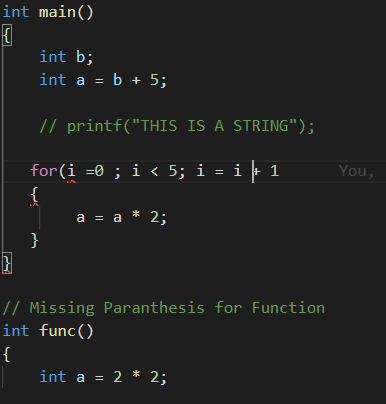 int main()
{
int b;
int a = b + 5;
// printf("THIS IS A STRING");
for(i =0 ; i < 5; i = i + 1 You,
{
a = a * 2;
}
}
// Missing Paranthesis for Function
int func()
{
int a = 2 * 2;